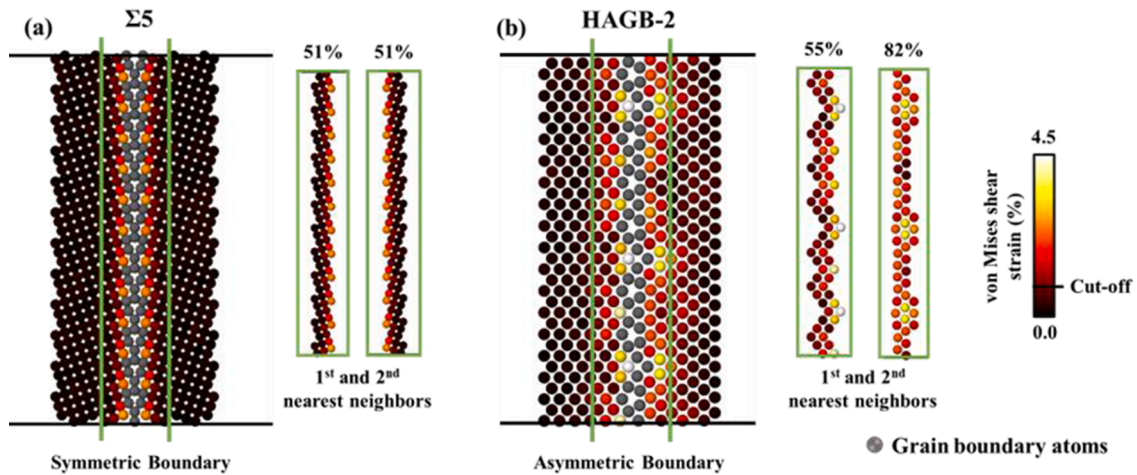 (a)
Σ5
51%
51%
1st and 2nd
nearest neighbors
Symmetric Boundary
(b)
HAGB-2
55%
82%
1st and 2nd
nearest neighbors
Asymmetric Boundary
4.5
von Mises shear
strain (%)
Cut-off
0.0
Grain boundary atoms